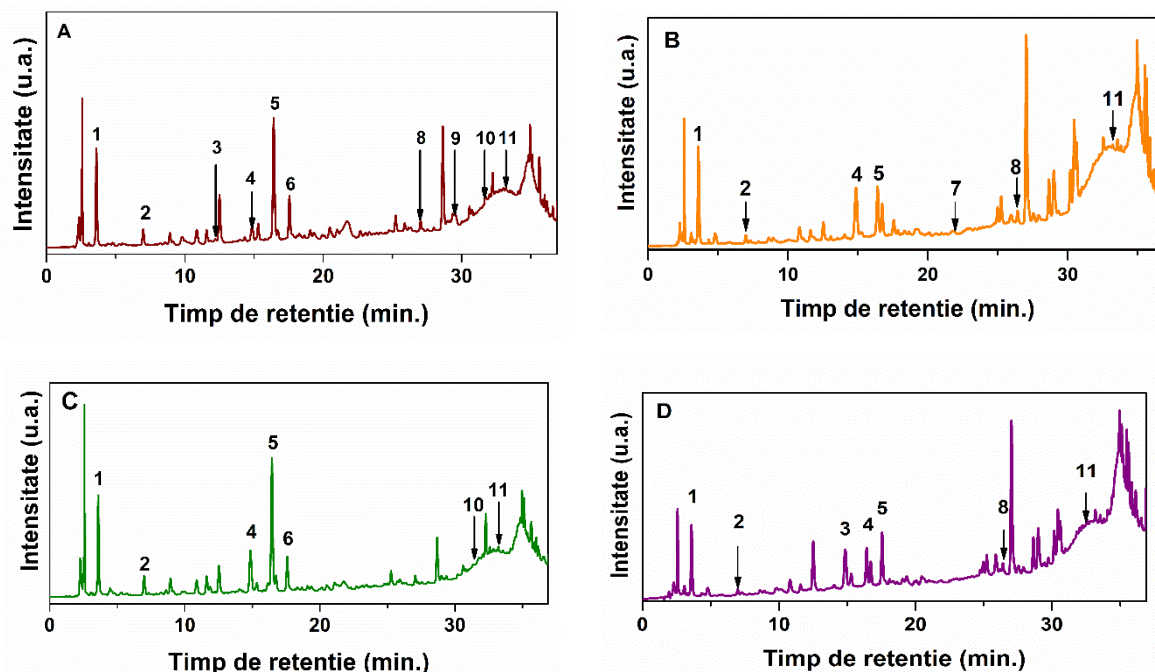 A
Intensitate (u.a.)
1 2 3 4 5 6 8 9 10 11
0 10 20 30
Timp de retentie (min.)
B
Intensitate (u.a.)
1 2 4 5 7 8 11
0 10 20 30
Timp de retentie (min.)
C
Intensitate (u.a.)
1 2 4 5 6 10 11
0 10 20 30
Timp de retentie (min.)
D
Intensitate (u.a.)
1 2 3 4 5 8 11
0 10 20 30
Timp de retentie (min.)